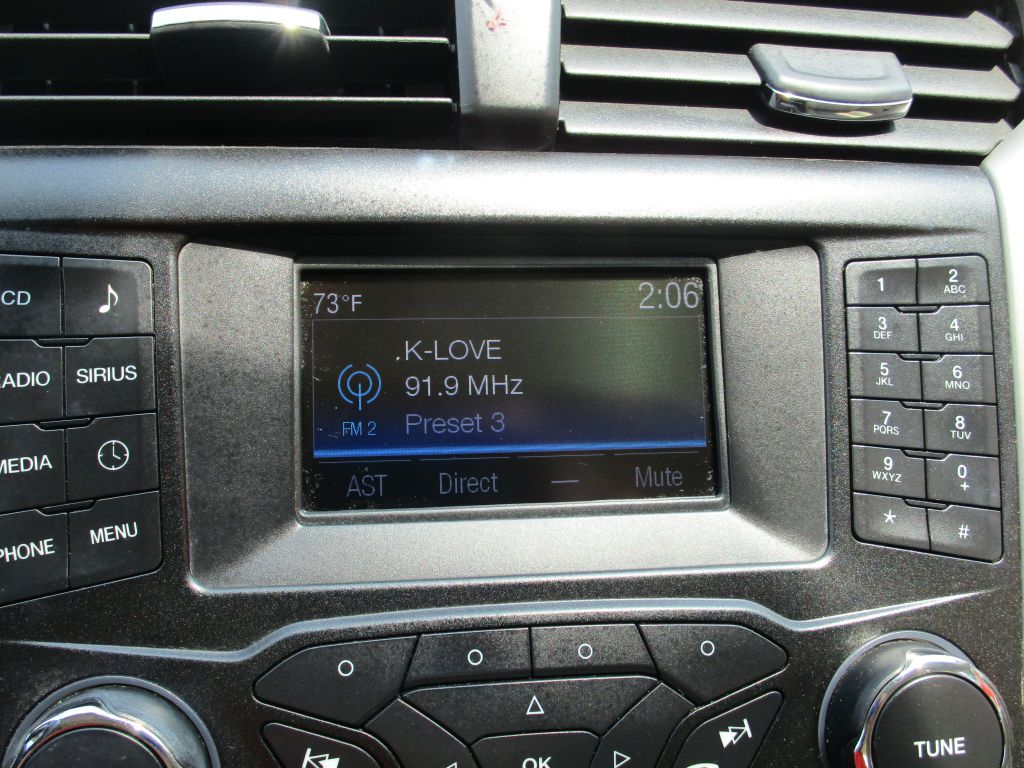 73°F 2:06
.K-LOVE
91.9 MHz
FM 2 Preset 3
AST Direct — Mute
CD
RADIO SIRIUS
MEDIA
PHONE MENU
1 2 ABC
3 DEF 4 GHI
5 JKL 6 MNO
7 PQRS 8 TUV
9 WXYZ 0 +
* #
OK
TUNE